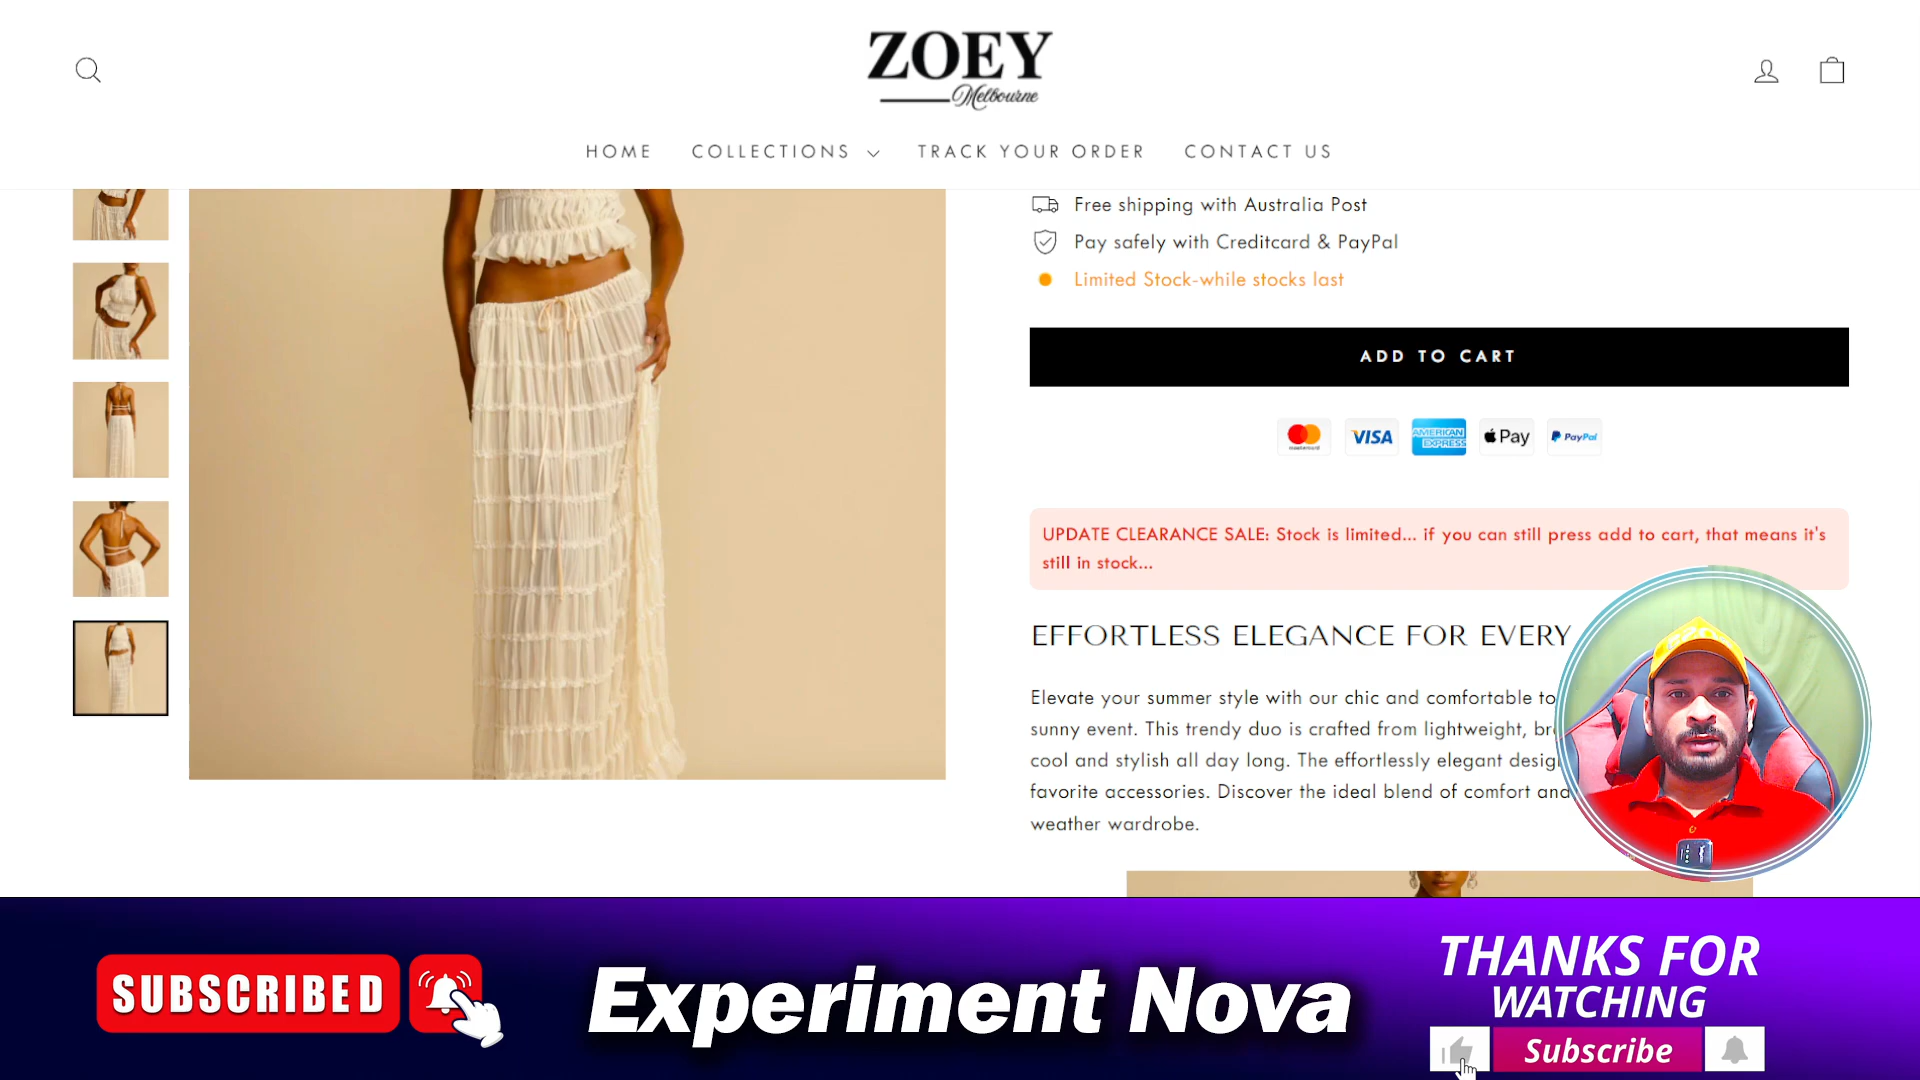 ZOEY
Melbourne
HOME COLLECTIONS TRACK YOUR ORDER CONTACT US
Free shipping with Australia Post
Pay safely with Creditcard & PayPal
Limited Stock-while stocks last
ADD TO CART
mastercard VISA AMERICAN EXPRESS Pay PayPal
UPDATE CLEARANCE SALE: Stock is limited... if you can still press add to cart, that means it's
still in stock...
EFFORTLESS ELEGANCE FOR EVERY
Elevate your summer style with our chic and comfortable
sunny event. This trendy duo is crafted from lightweight,
cool and stylish all day long. The effortlessly elegant
favorite accessories. Discover the ideal blend of comfort and
weather wardrobe.
SUBSCRIBED
Experiment Nova
THANKS FOR
WATCHING
Subscribe